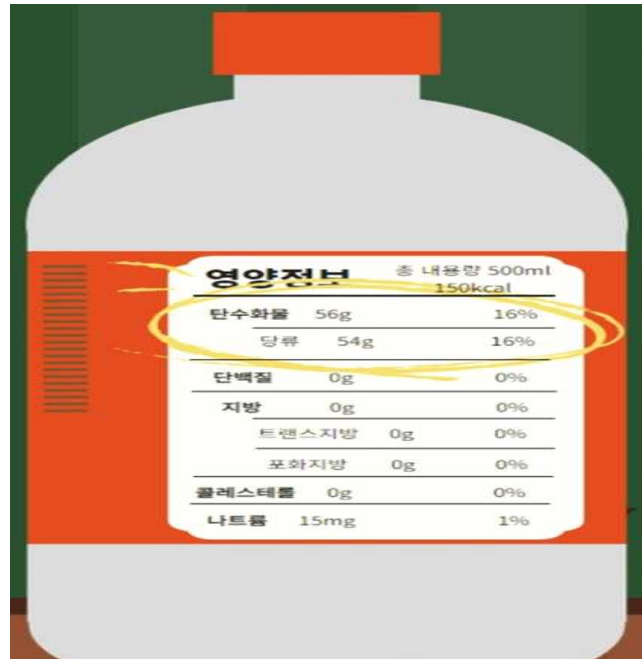 영양정보 총 내용량 500ml
150kcal
탄수화물 56g 16%
당류 54g 16%
단백질 0g 0%
지방 0g 0%
트랜스지방 0g 0%
포화지방 0g 0%
콜레스테롤 0g 0%
나트륨 15mg 1%